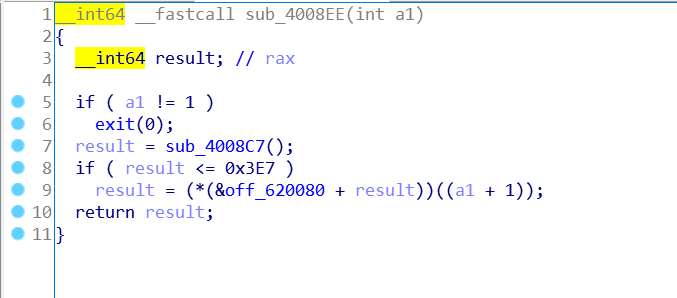 1 __int64 __fastcall sub_4008EE(int a1)
2 {
3   __int64 result; // rax
4
5   if ( a1 != 1 )
6     exit(0);
7   result = sub_4008C7();
8   if ( result <= 0x3E7 )
9     result = (*(&off_620080 + result))((a1 + 1));
10   return result;
11 }